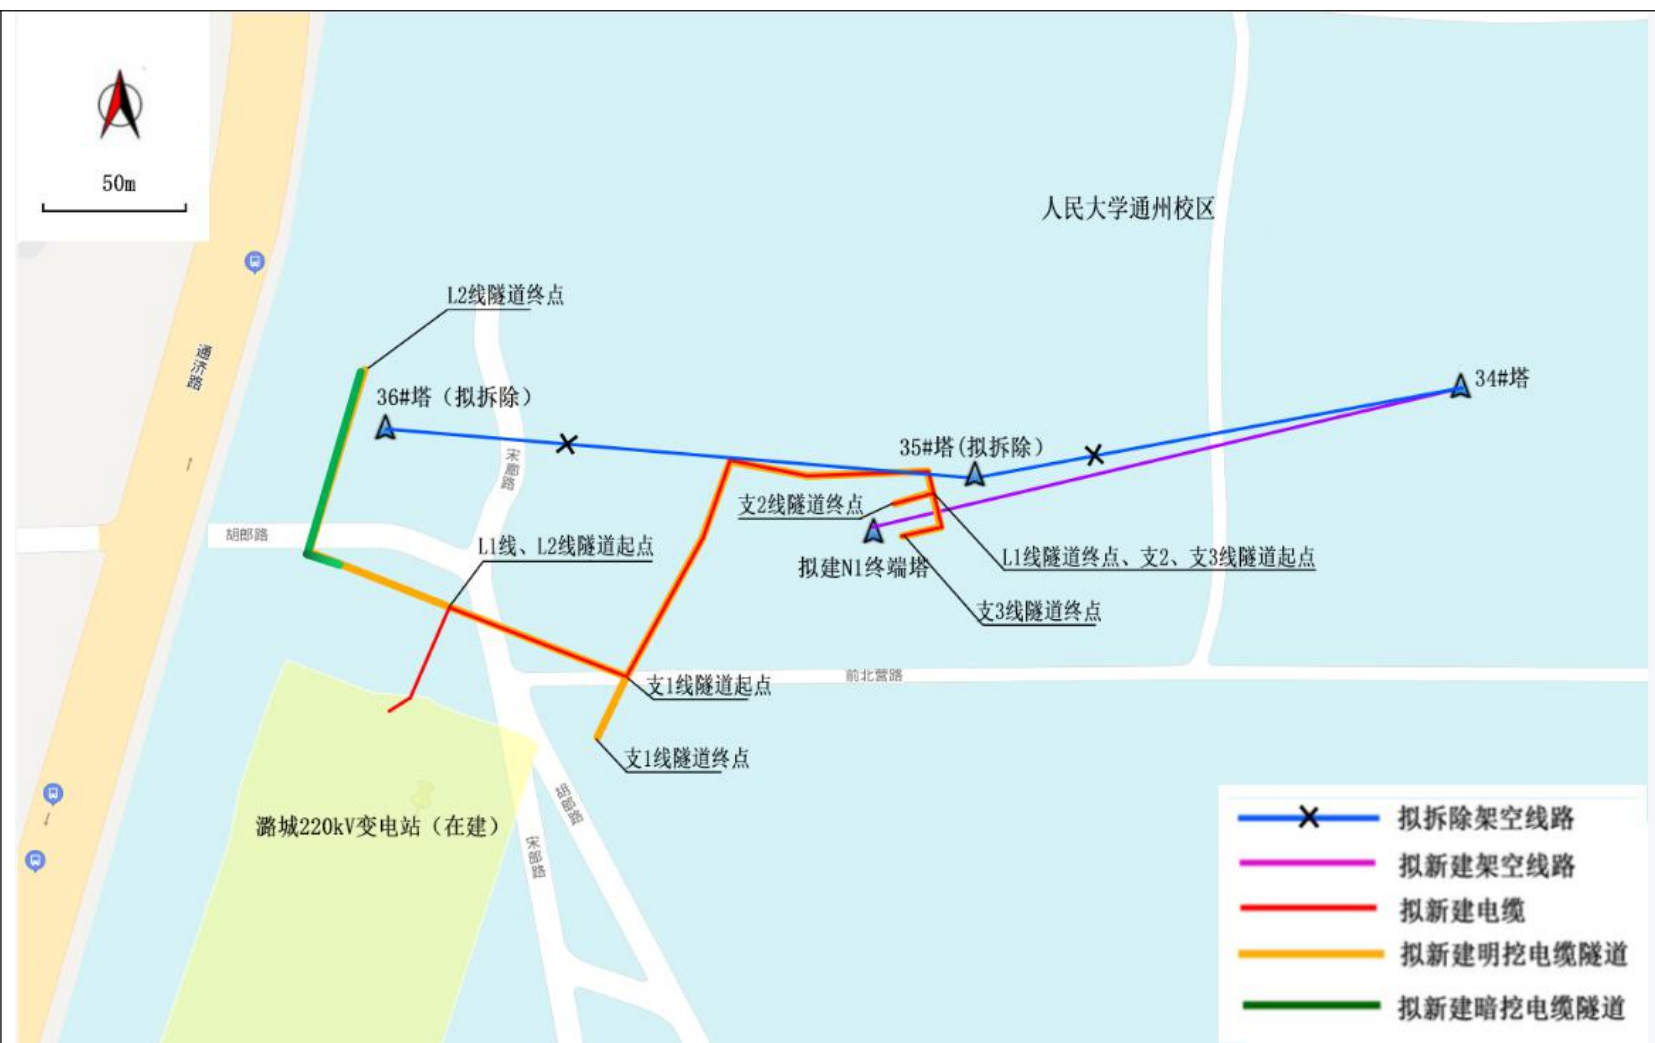 50m
人民大学通州校区
L2线隧道终点
通济路
36#塔（拟拆除）
34#塔
35#塔(拟拆除）
宋郎路
支2线隧道终点
胡郎路
L1线、L2线隧道起点
拟建N1终端塔
L1线隧道终点、支2、支3线隧道起点
支3线隧道终点
前北营路
支1线隧道起点
支1线隧道终点
胡郎路
潞城220kV变电站（在建）
宋郎路
拟拆除架空线路
拟新建架空线路
拟新建电缆
拟新建明挖电缆隧道
拟新建暗挖电缆隧道